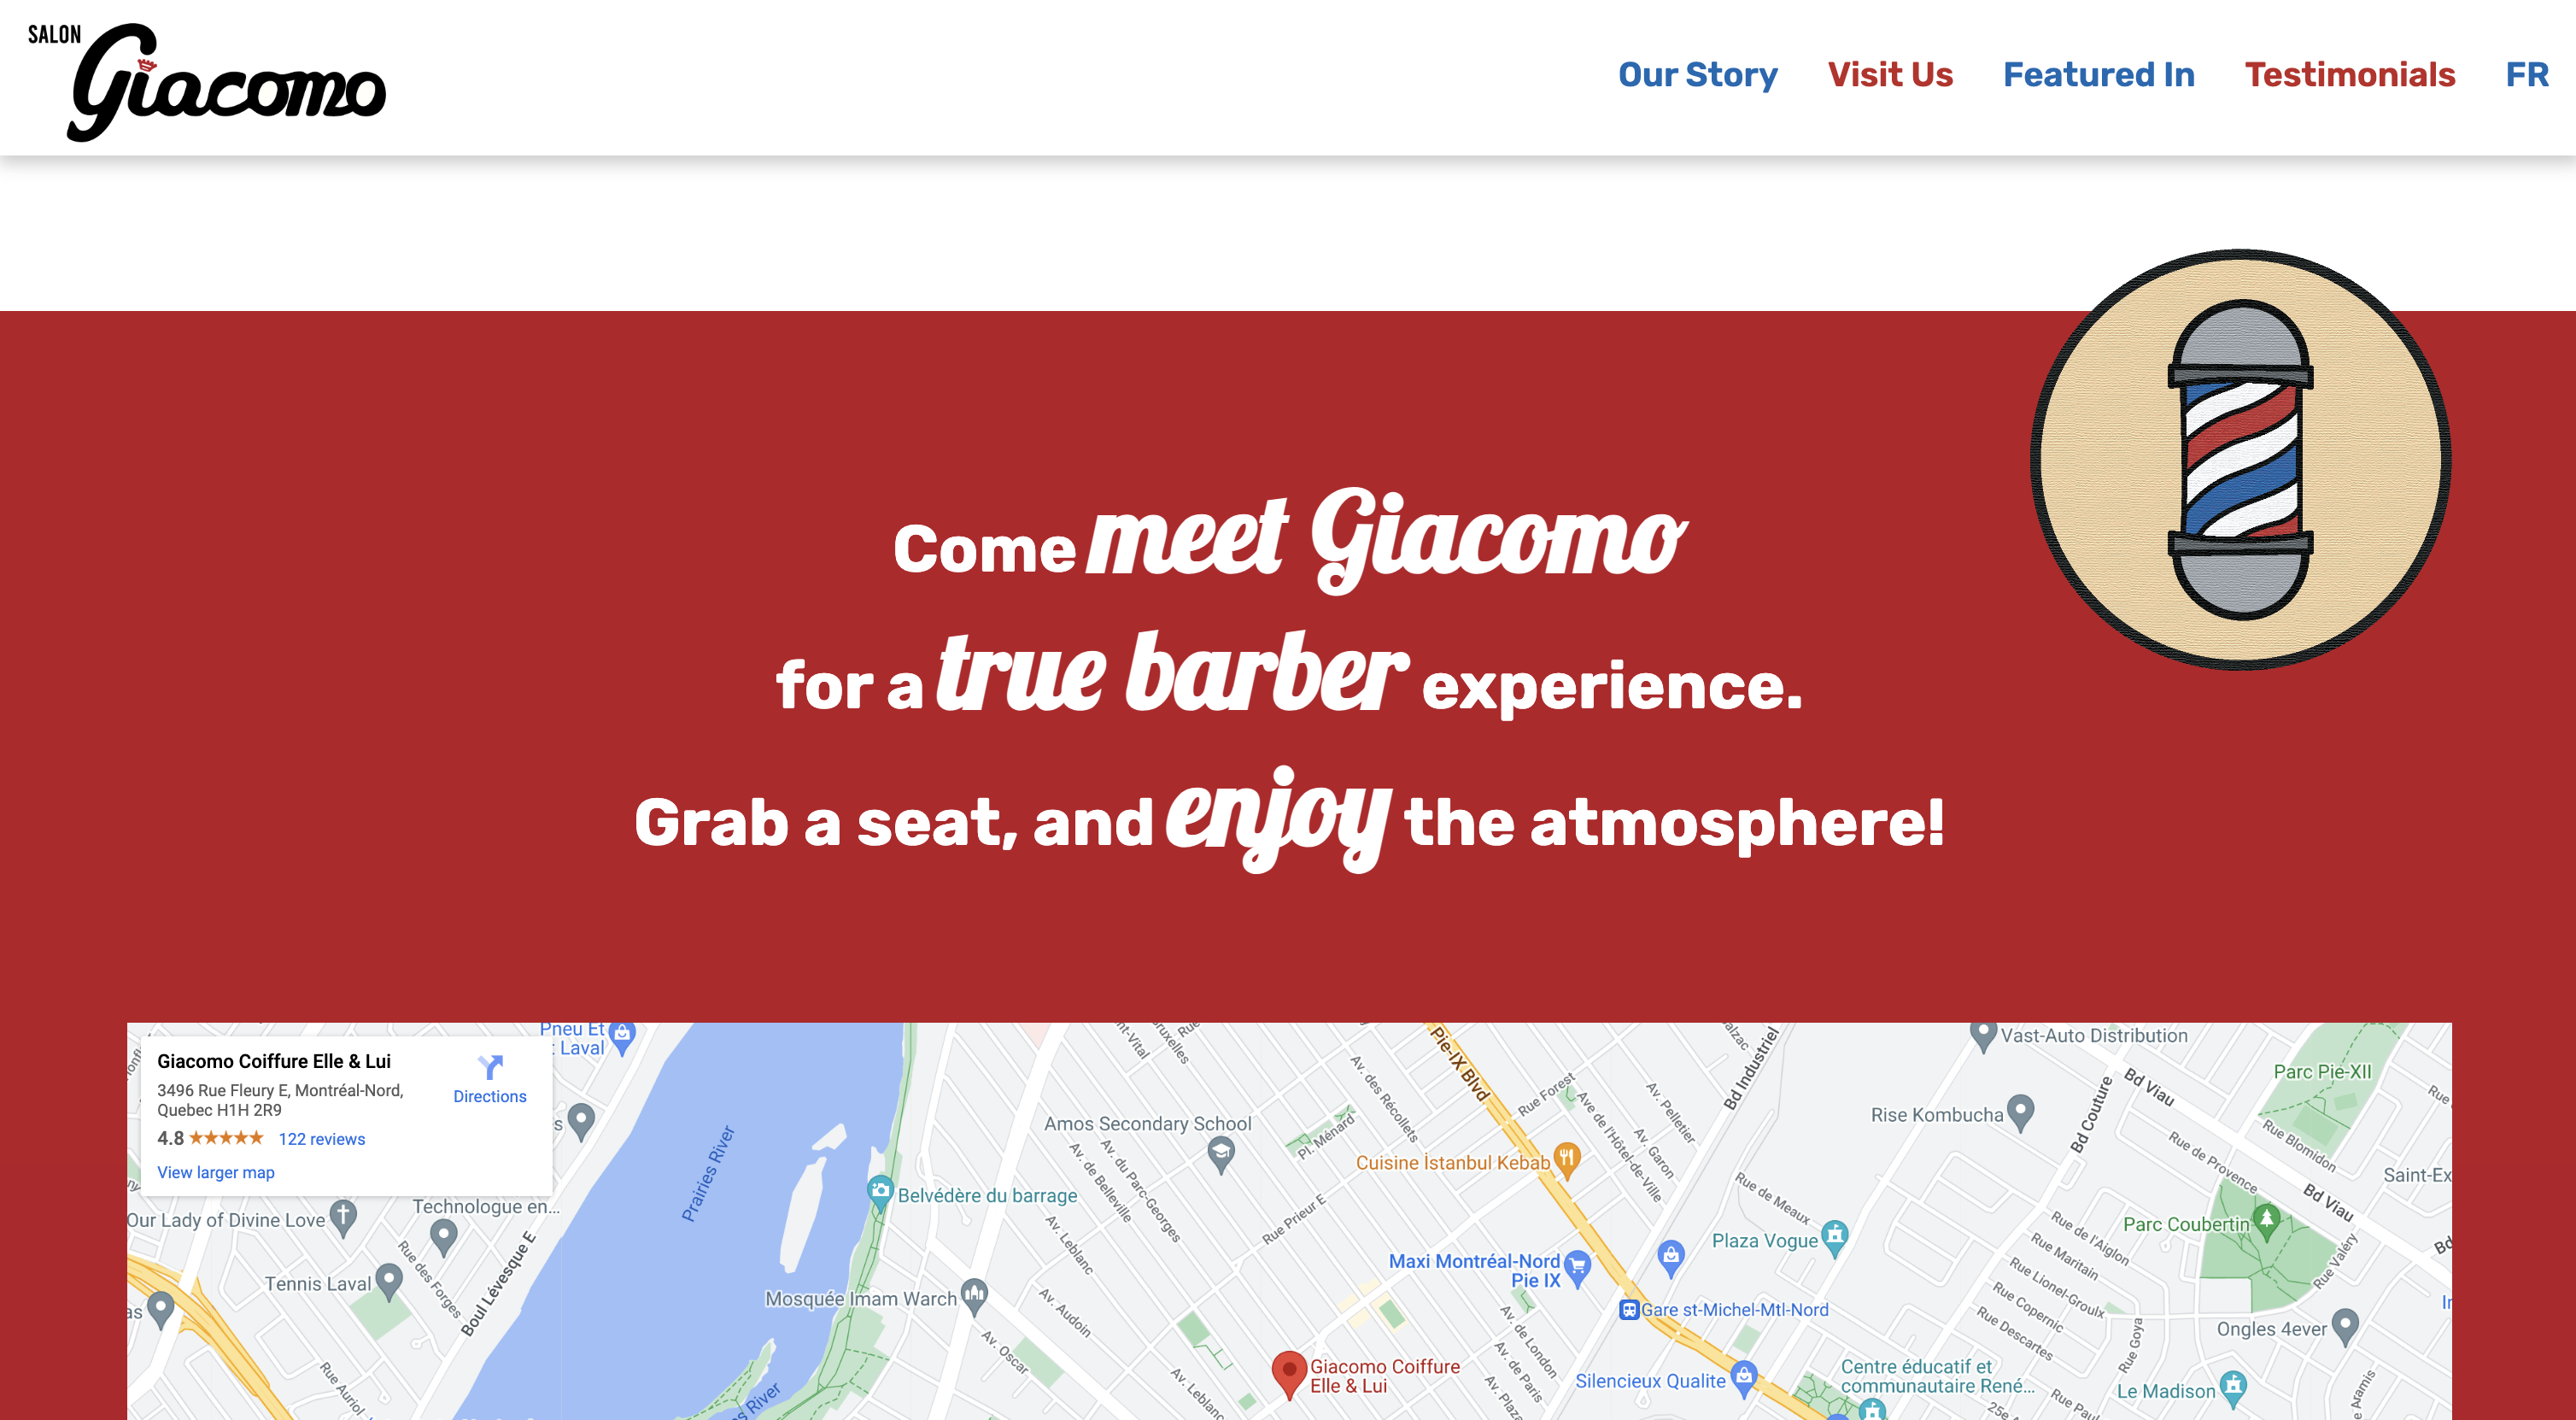 SALON
Giacomo
Our Story Visit Us Featured In Testimonials FR
Come meet Giacomo
for a true barber experience.
Grab a seat, and enjoy the atmosphere!
Giacomo Coiffure Elle & Lui
3496 Rue Fleury E, Montréal-Nord,
Quebec H1H 2R9
Directions
4.8 122 reviews
View larger map
Pneu Et
t Laval
Our Lady of Divine Love
Technologue en...
Tennis Laval
Rue des Forges
Boul Lévesque E
Prairies River
Belvédère du barrage
Mosquée Imam Warch
Amos Secondary School
Av. de Belleville
Av. du Parc-Georges
Av. Leblanc
Av. Audoin
Av. Oscar
Av. Leblanc
Av. des Récollets
Pl. Ménard
Rue Prieur E
Pie-IX Blvd
Rue Forest
Ave de l'Hôtel-de-Ville
Av. Pelletier
Av. Garon
Bd Industriel
Cuisine İstanbul Kebab
Maxi Montréal-Nord
Pie IX
Gare st-Michel-Mtl-Nord
Plaza Vogue
Rue de Meaux
Giacomo Coiffure
Elle & Lui
Av. de London
Av. de Paris
Av. Plaza
Silencieux Qualite
Vast-Auto Distribution
Rise Kombucha
Bd Couture
Bd Viau
Parc Pie-XII
Rue Blomidon
Rue de Provence
Bd Viau
Saint-Ex
Parc Coubertin
Rue de l'Aiglon
Rue Maritain
Rue Lionel-Groulx
Rue Copernic
Rue Descartes
Rue Goya
Rue Valéry
Ongles 4ever
Centre éducatif et
communautaire René...
Le Madison